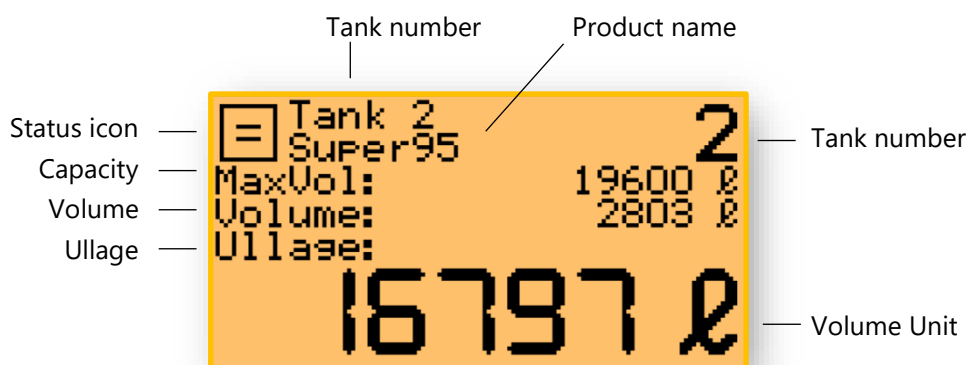 Tank number Product name
Status icon = Tank 2 2 Tank number
Super95
Capacity MaxVol: 19600 ℓ
Volume Volume: 2803 ℓ
Ullage Ullage:
16797 ℓ Volume Unit